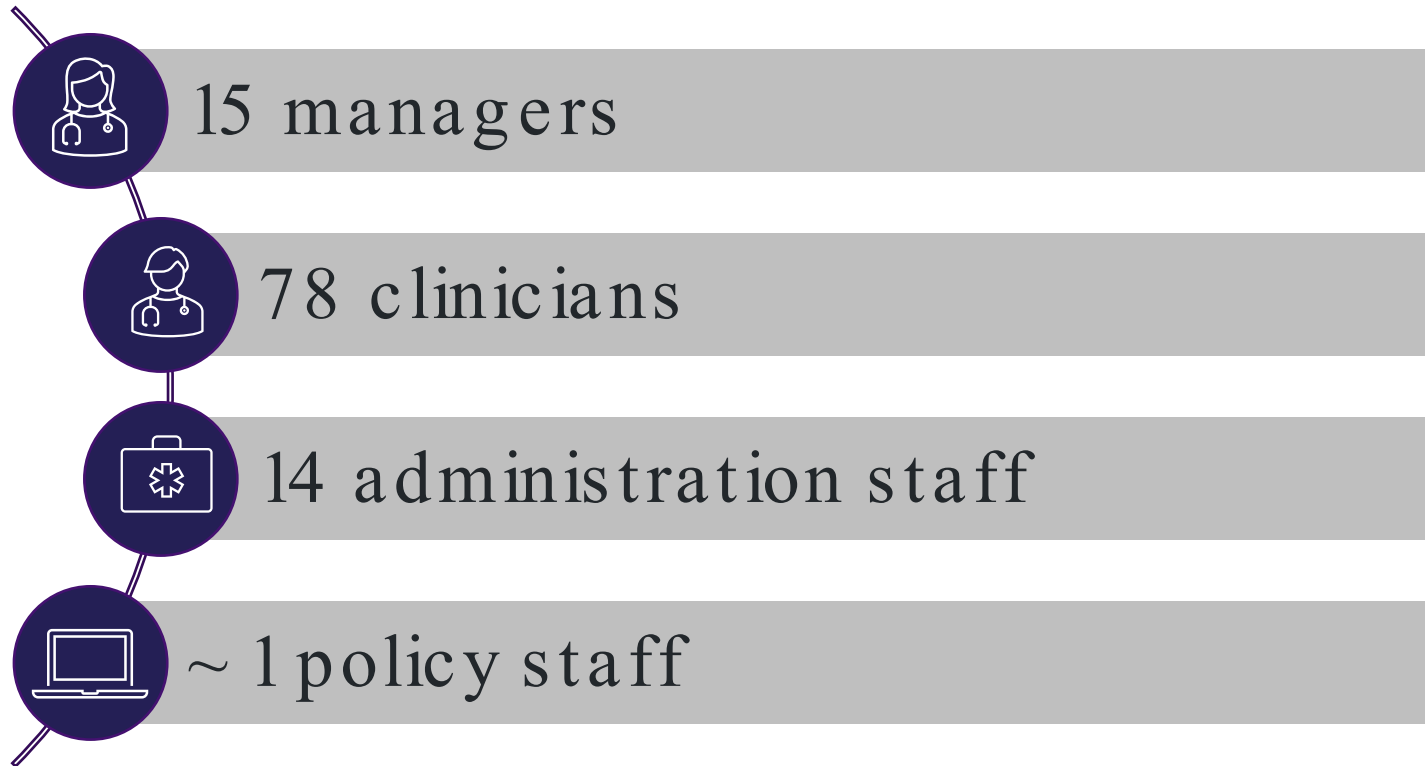 15 managers
78 clinicians
14 administration staff
~ 1 policy staff